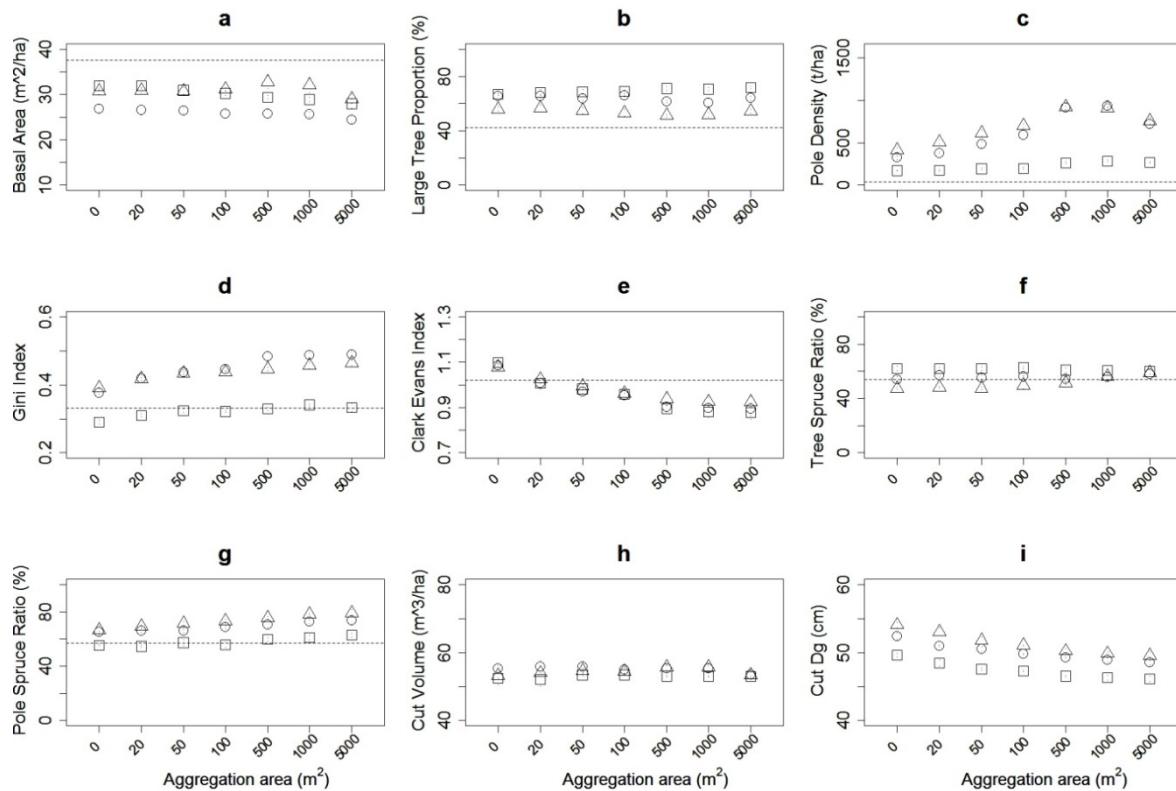 a
b
c
Basal Area (m^2/ha)
10 20 30 40
0 20 50 100 500 1000 5000
Large Tree Proportion (%)
0 40 80
0 20 50 100 500 1000 5000
Pole Density (t/ha)
0 500 1500
0 20 50 100 500 1000 5000
d
e
f
Gini Index
0.2 0.4 0.6
0 20 50 100 500 1000 5000
Clark Evans Index
0.7 0.9 1.1 1.3
0 20 50 100 500 1000 5000
Tree Spruce Ratio (%)
0 40 80
0 20 50 100 500 1000 5000
g
h
i
Pole Spruce Ratio (%)
0 40 80
0 20 50 100 500 1000 5000
Aggregation area (m²)
Cut Volume (m^3/ha)
40 60 80
0 20 50 100 500 1000 5000
Aggregation area (m²)
Cut Dg (cm)
40 50 60
0 20 50 100 500 1000 5000
Aggregation area (m²)